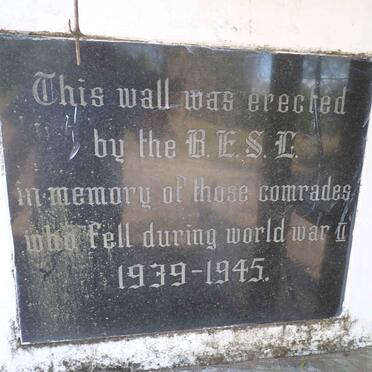 This wall was erected
by the B.E.S.L.
in memory of those comrades
who fell during world war II
1939-1945.